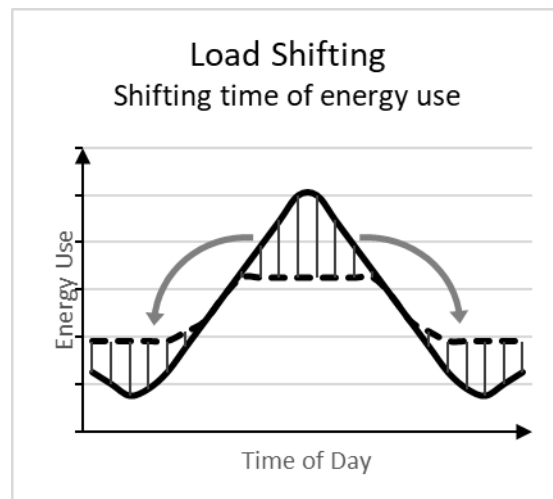 Load Shifting
Shifting time of energy use
Energy Use
Time of Day